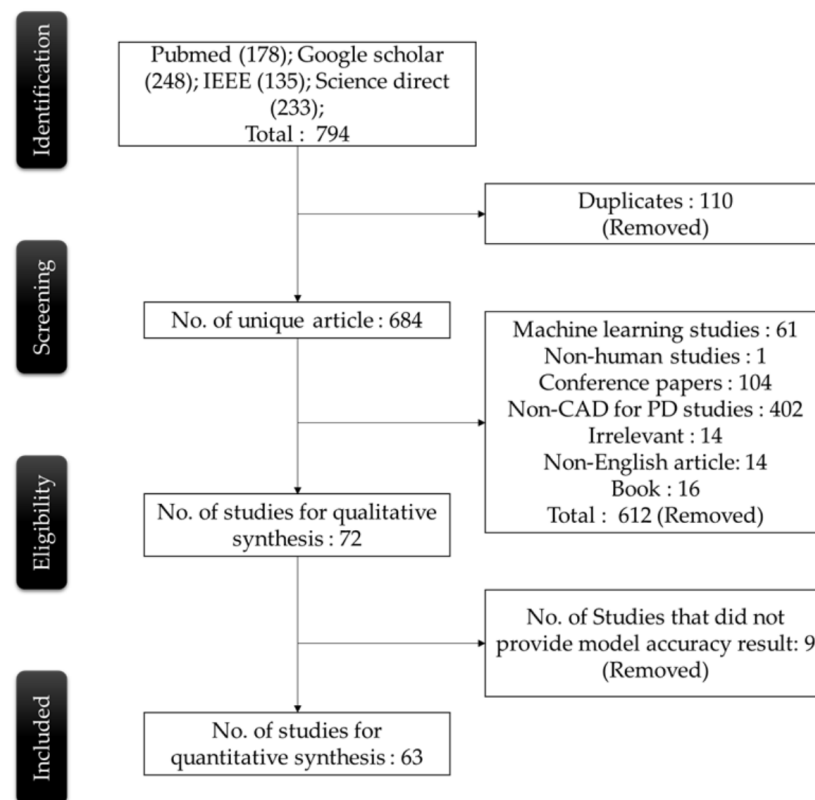 Identification
Pubmed (178); Google scholar
(248); IEEE (135); Science direct
(233);
Total : 794
Duplicates : 110
(Removed)
Screening
No. of unique article : 684
Machine learning studies : 61
Non-human studies : 1
Conference papers : 104
Non-CAD for PD studies : 402
Irrelevant : 14
Non-English article: 14
Book : 16
Total : 612 (Removed)
Eligibility
No. of studies for qualitative
synthesis : 72
No. of Studies that did not
provide model accuracy result: 9
(Removed)
Included
No. of studies for
quantitative synthesis : 63